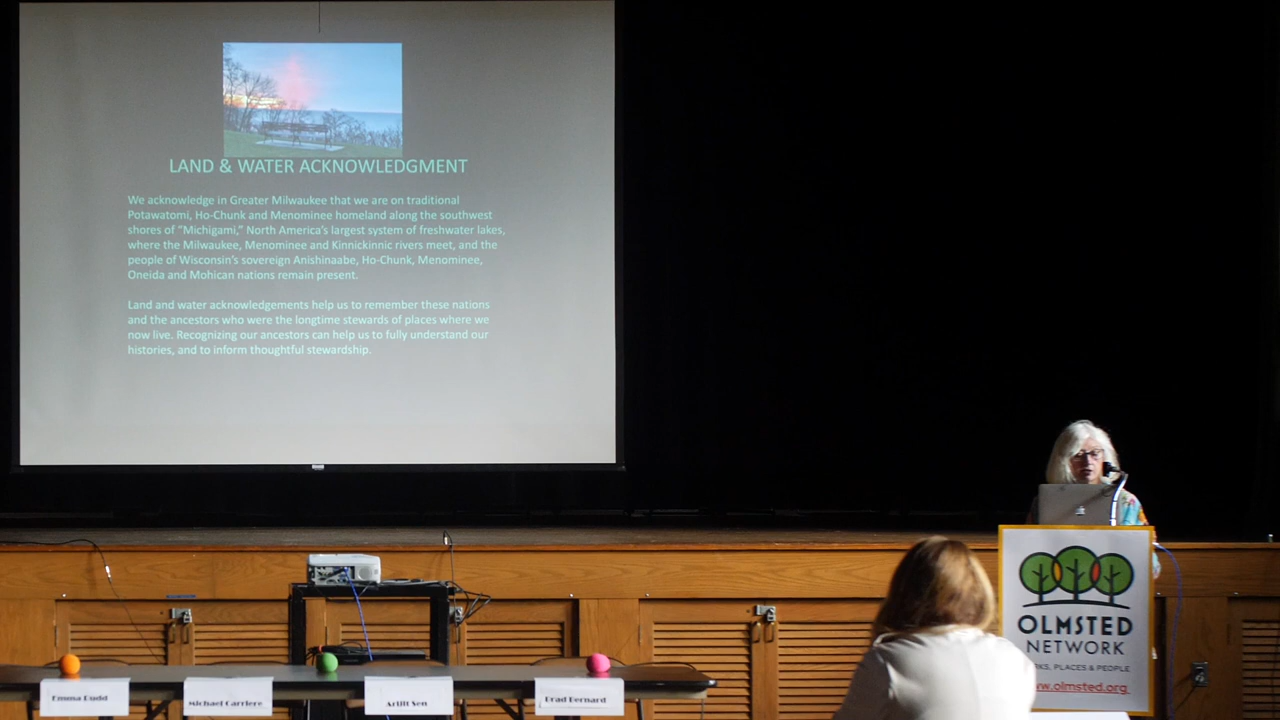 LAND & WATER ACKNOWLEDGMENT
We acknowledge in Greater Milwaukee that we are on traditional
Potawatomi, Ho-Chunk and Menominee homeland along the southwest
shores of "Michigami," North America's largest system of freshwater lakes,
where the Milwaukee, Menominee and Kinnickinnic rivers meet, and the
people of Wisconsin's sovereign Anishinaabe, Ho-Chunk, Menominee,
Oneida and Mohican nations remain present.
Land and water acknowledgements help us to remember these nations
and the ancestors who were the longtime stewards of places where we
now live. Recognizing our ancestors can help us to fully understand our
histories, and to inform thoughtful stewardship.
OLMSTED
NETWORK
RKS, PLACES & PEOPLE
w.olmsted.org
Emma Rudd
Michael Carriere
Arijit Sen
Brad Bernard
4